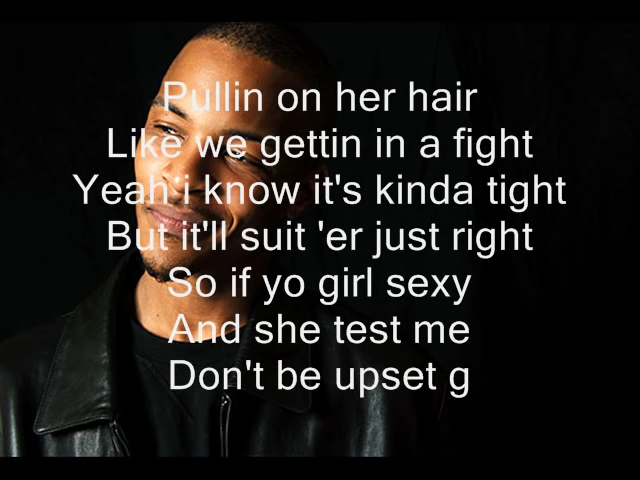 Pullin on her hair
Like we gettin in a fight
Yeah i know it's kinda tight
But it'll suit 'er just right
So if yo girl sexy
And she test me
Don't be upset g